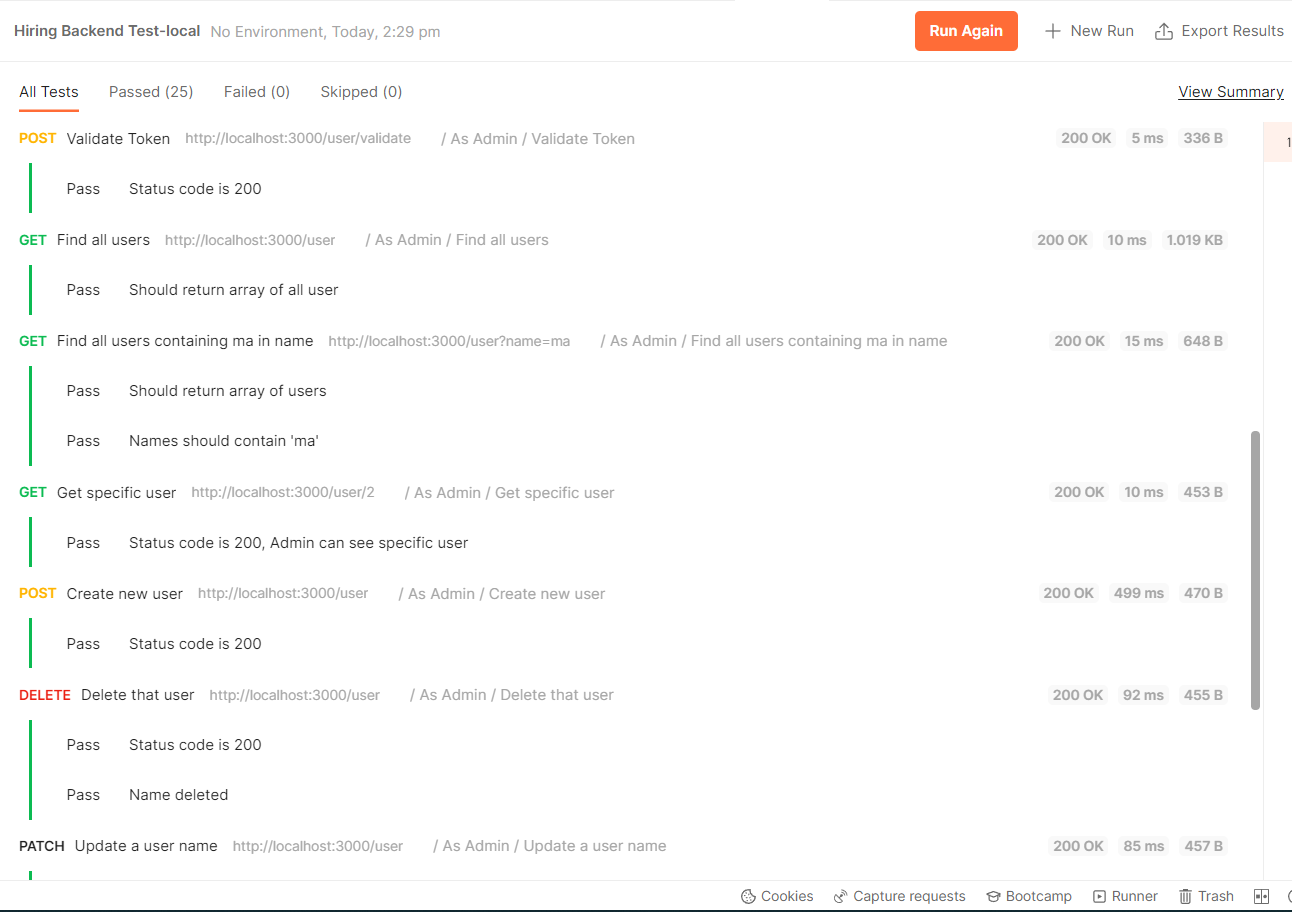 Hiring Backend Test-local No Environment, Today, 2:29 pm Run Again New Run Export Results
All Tests Passed (25) Failed (0) Skipped (0) View Summary
POST Validate Token http://localhost:3000/user/validate / As Admin / Validate Token 200 OK 5 ms 336 B 1
Pass Status code is 200
GET Find all users http://localhost:3000/user / As Admin / Find all users 200 OK 10 ms 1.019 KB
Pass Should return array of all user
GET Find all users containing ma in name http://localhost:3000/user?name=ma / As Admin / Find all users containing ma in name 200 OK 15 ms 648 B
Pass Should return array of users
Pass Names should contain 'ma'
GET Get specific user http://localhost:3000/user/2 / As Admin / Get specific user 200 OK 10 ms 453 B
Pass Status code is 200, Admin can see specific user
POST Create new user http://localhost:3000/user / As Admin / Create new user 200 OK 499 ms 470 B
Pass Status code is 200
DELETE Delete that user http://localhost:3000/user / As Admin / Delete that user 200 OK 92 ms 455 B
Pass Status code is 200
Pass Name deleted
PATCH Update a user name http://localhost:3000/user / As Admin / Update a user name 200 OK 85 ms 457 B
Cookies Capture requests Bootcamp Runner Trash